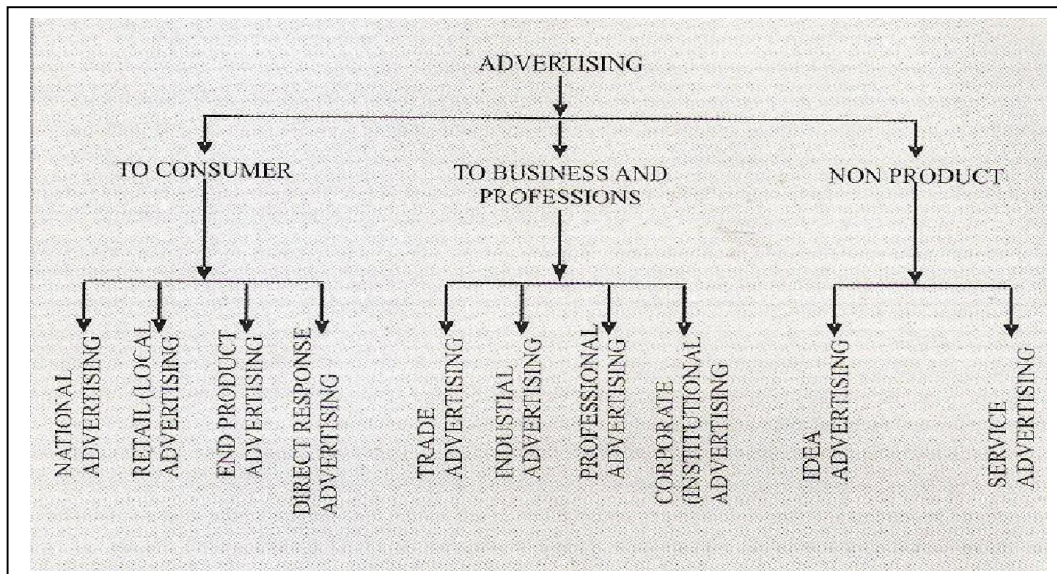 ADVERTISING
TO CONSUMER
TO BUSINESS AND
PROFESSIONS
NON PRODUCT
NATIONAL
ADVERTISING
RETAIL (LOCAL
ADVERTISING
END PRODUCT
ADVERTISING
DIRECT RESPONSE
ADVERTISING
TRADE
ADVERTISING
INDUSTIAL
ADVERTISING
PROFESSIONAL
ADVERTISING
CORPORATE
(INSTITUTIONAL
ADVERTISING
IDEA
ADVERTISING
SERVICE
ADVERTISING